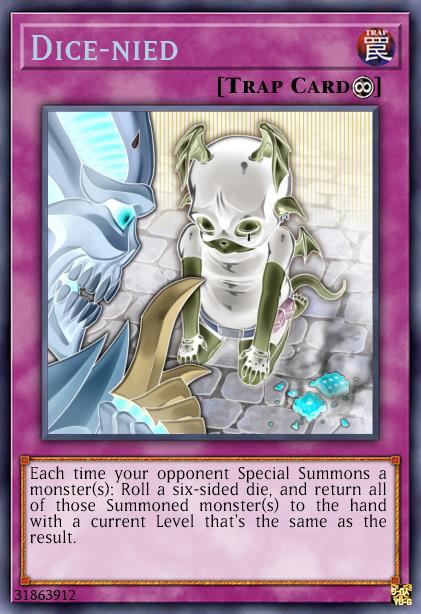 DICE-NIED
TRAP
罠
[TRAP CARD]
Each time your opponent Special Summons a
monster(s): Roll a six-sided die, and return all
of those Summoned monster(s) to the hand
with a current Level that's the same as the
result.
31863912